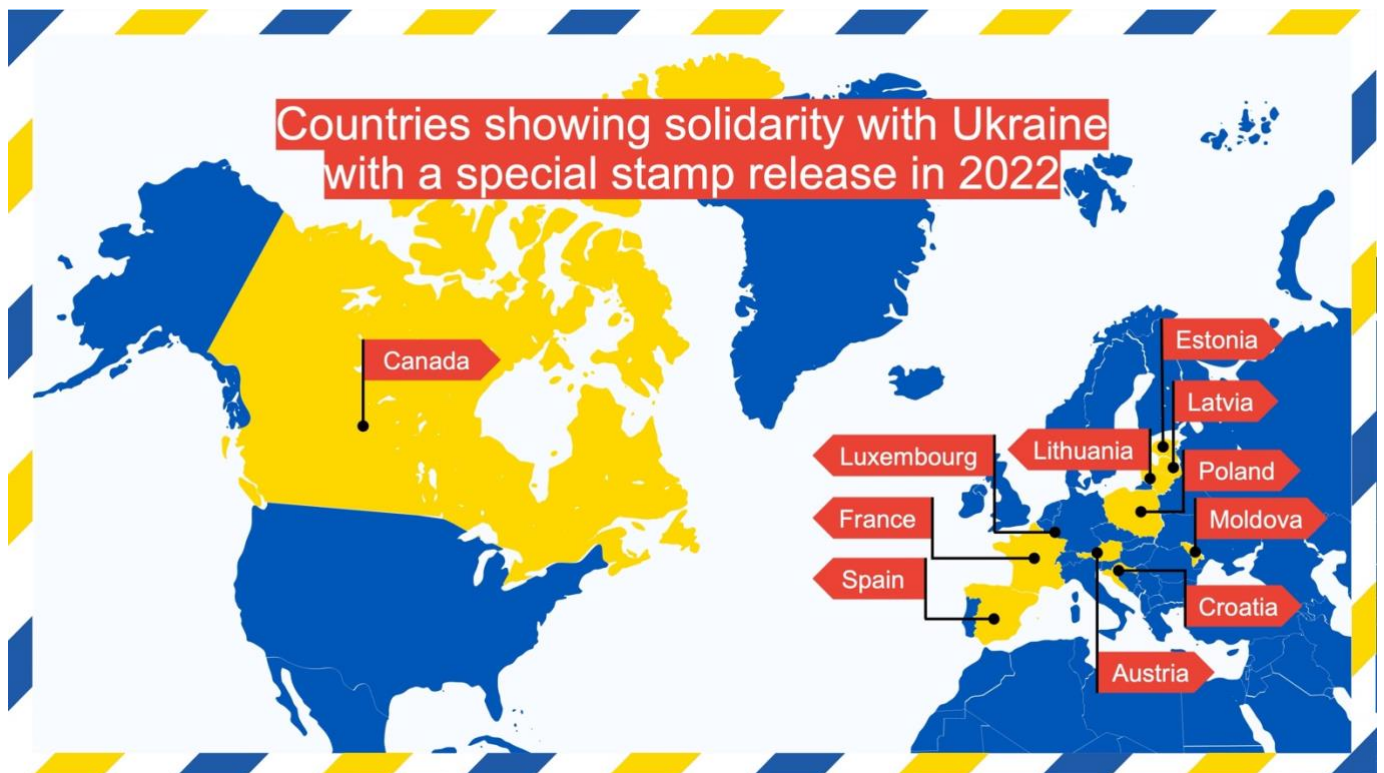 Countries showing solidarity with Ukraine
with a special stamp release in 2022
Canada
Estonia
Latvia
Lithuania
Luxembourg
Poland
France
Moldova
Spain
Croatia
Austria